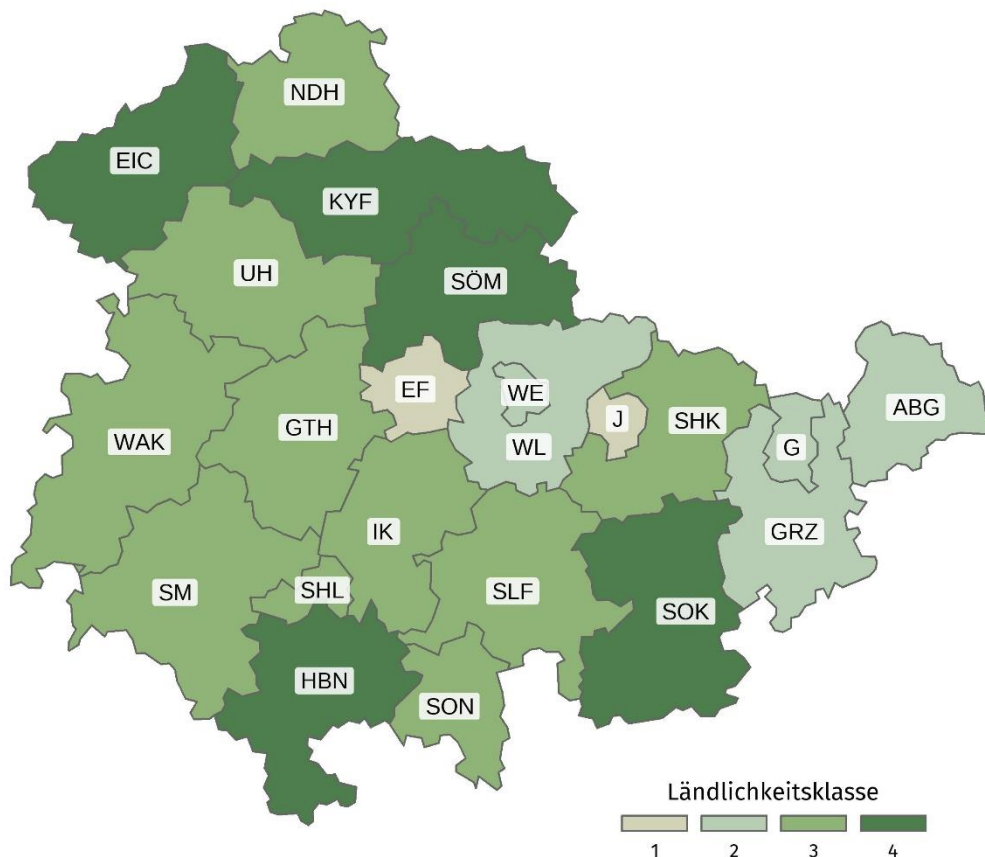 NDH
EIC
KYF
UH
SÖM
EF
WE
J
ABG
WAK
GTH
WL
SHK
G
IK
GRZ
SM
SHL
SLF
SOK
HBN
SON
Ländlichkeitsklasse
1 2 3 4